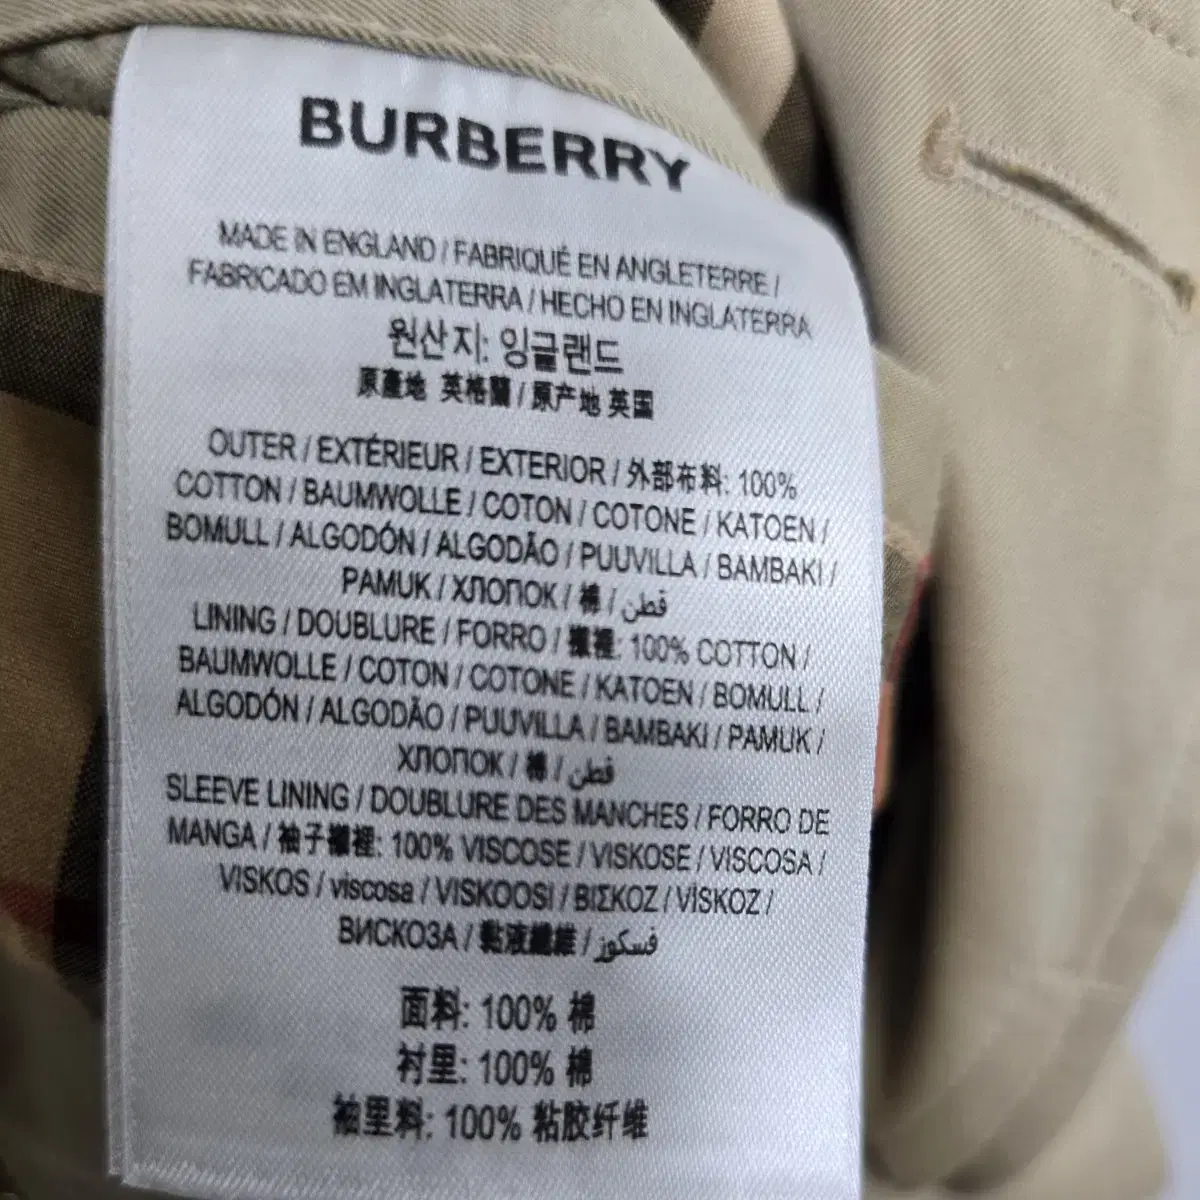 BURBERRY
MADE IN ENGLAND / FABRIQUÉ EN ANGLETERRE /
FABRICADO EM INGLATERRA / HECHO EN INGLATERRA
원산지: 잉글랜드
原產地 英格蘭 / 原产地 英国
OUTER / EXTÉRIEUR / EXTERIOR / 外部布料: 100%
COTTON / BAUMWOLLE / COTON / COTONE / KATOEN /
BOMULL / ALGODÓN / ALGODÃO / PUUVILLA / BAMBAKI /
PAMUK / ХЛОПОК / 棉 / قطن
LINING / DOUBLURE / FORRO / 襯裡: 100% COTTON /
BAUMWOLLE / COTON / COTONE / KATOEN / BOMULL /
ALGODÓN / ALGODÃO / PUUVILLA / BAMBAKI / PAMUK /
ХЛОПОК / 棉 / قطن
SLEEVE LINING / DOUBLURE DES MANCHES / FORRO DE
MANGA / 袖子襯裡: 100% VISCOSE / VISKOSE / VISCOSA /
VISKOS / viscosa / VISKOOSI / ΒΙΣΚΟΖ / VİSKOZ /
ВИСКОЗА / 黏液纖維 / فسكوز
面料: 100% 棉
衬里: 100% 棉
袖里料: 100% 粘胶纤维